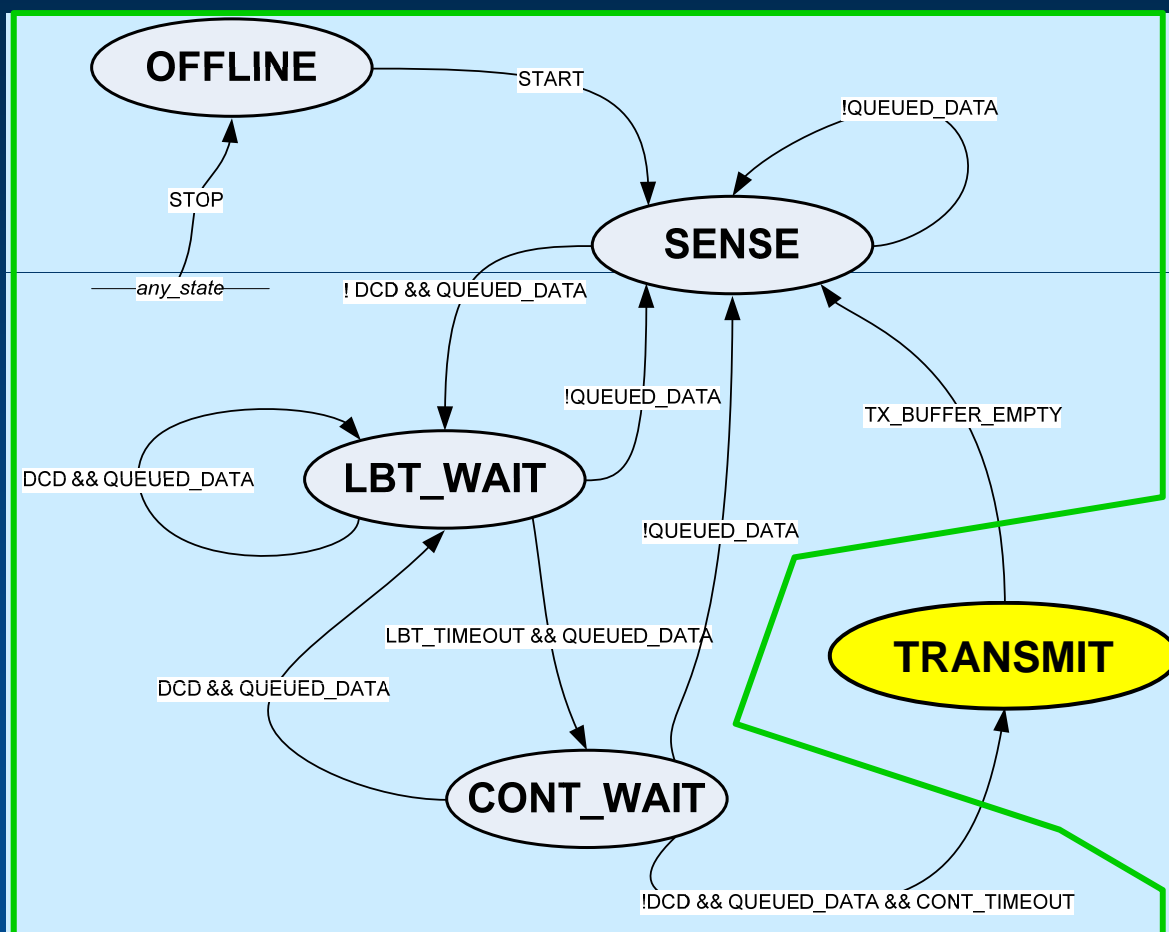 OFFLINE
START
!QUEUED_DATA
STOP
SENSE
any_state
! DCD && QUEUED_DATA
!QUEUED_DATA
TX_BUFFER_EMPTY
LBT_WAIT
DCD && QUEUED_DATA
!QUEUED_DATA
LBT_TIMEOUT && QUEUED_DATA
TRANSMIT
DCD && QUEUED_DATA
CONT_WAIT
!DCD && QUEUED_DATA && CONT_TIMEOUT